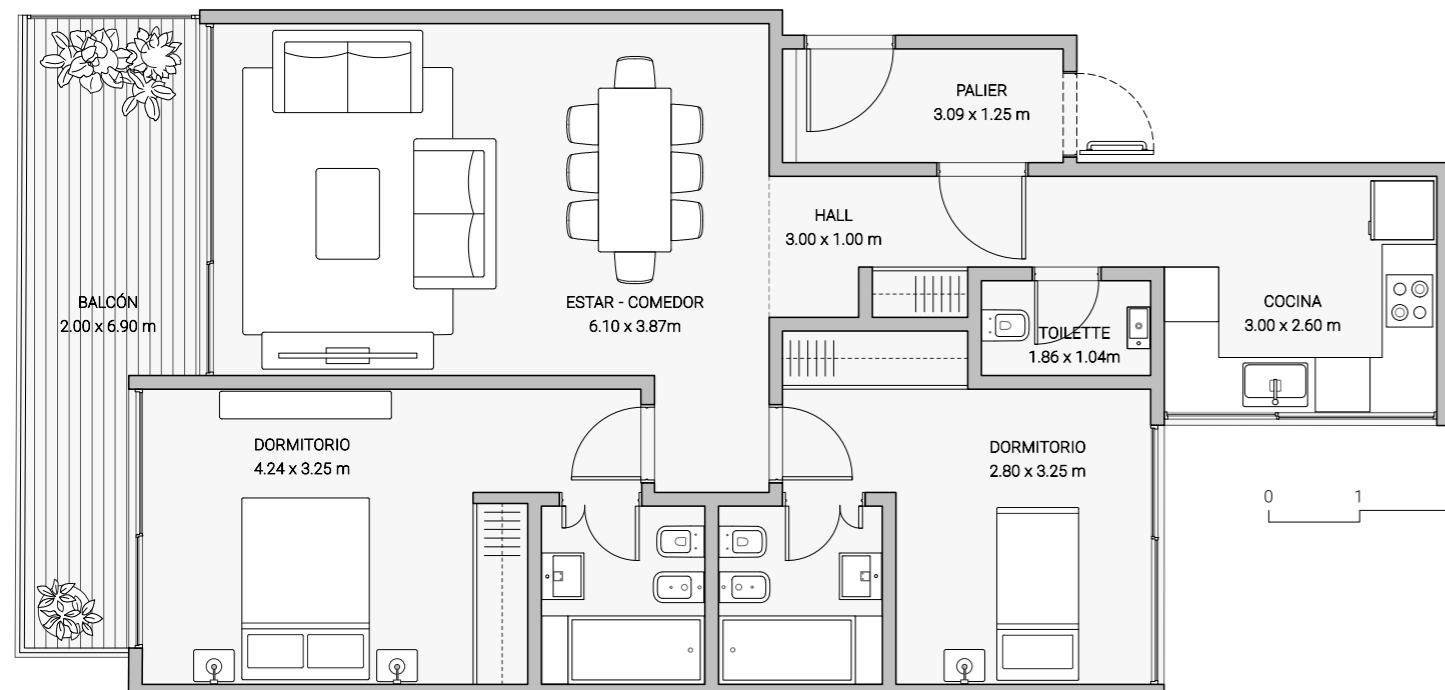 PALIER
3.09 x 1.25 m
HALL
3.00 x 1.00 m
BALCÓN
2.00 x 6.90 m
ESTAR - COMEDOR
6.10 x 3.87m
TOILETTE
1.86 x 1.04m
COCINA
3.00 x 2.60 m
DORMITORIO
4.24 x 3.25 m
DORMITORIO
2.80 x 3.25 m
0 1